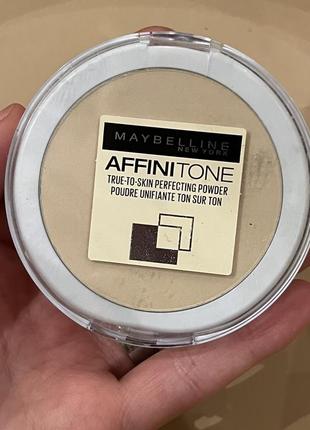 MAYBELLINE
NEW YORK
AFFINITONE
TRUE-TO-SKIN PERFECTING POWDER
POUDRE UNIFIANTE TON SUR TON